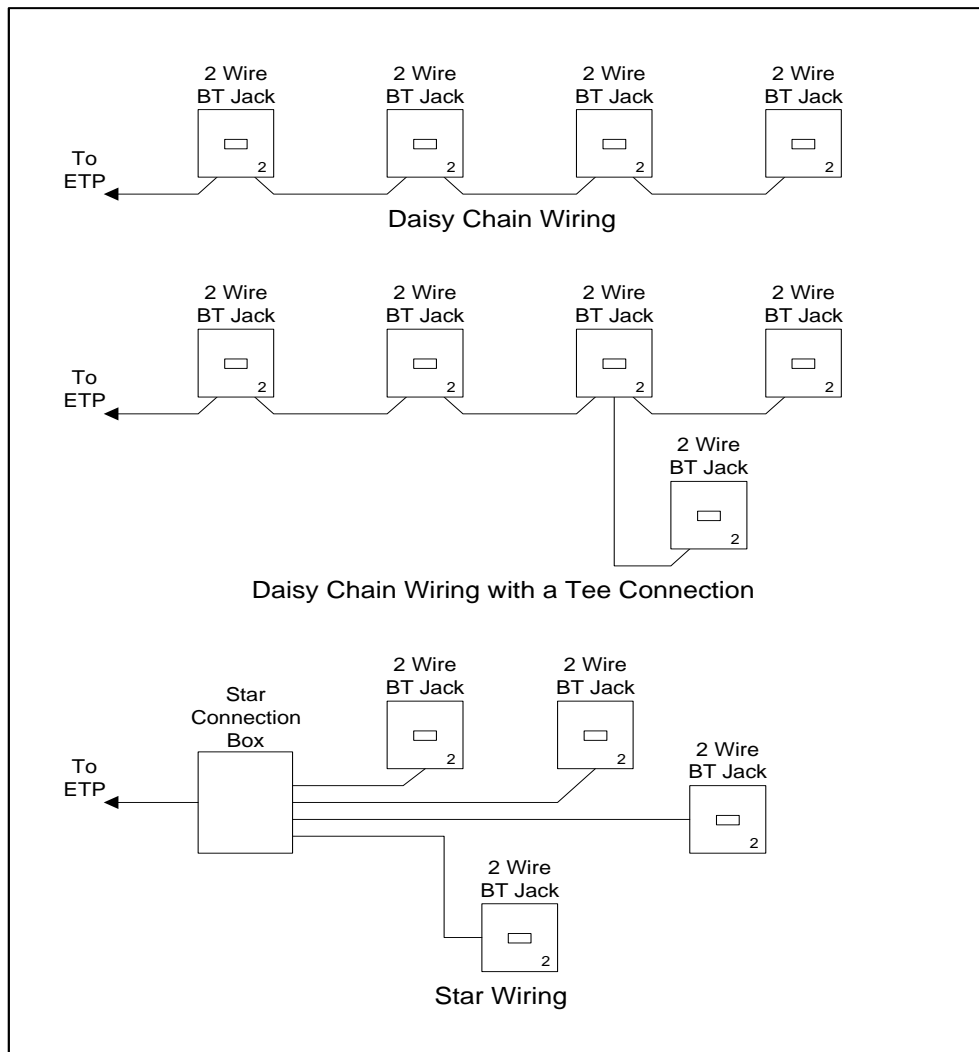 2 Wire
BT Jack
2 Wire
BT Jack
2 Wire
BT Jack
2 Wire
BT Jack
To
ETP
2
2
2
2
Daisy Chain Wiring
2 Wire
BT Jack
2 Wire
BT Jack
2 Wire
BT Jack
2 Wire
BT Jack
To
ETP
2
2
2
2
2 Wire
BT Jack
2
Daisy Chain Wiring with a Tee Connection
2 Wire
BT Jack
2 Wire
BT Jack
Star
Connection
Box
2
2
2 Wire
BT Jack
To
ETP
2
2 Wire
BT Jack
2
Star Wiring